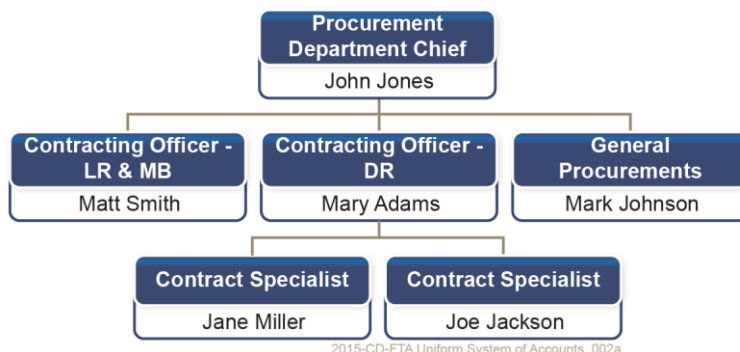 Procurement
Department Chief
John Jones
Contracting Officer -
LR & MB
Matt Smith
Contracting Officer -
DR
Mary Adams
General
Procurements
Mark Johnson
Contract Specialist
Jane Miller
Contract Specialist
Joe Jackson
2015-CD-FTA Uniform System of Accounts_002a